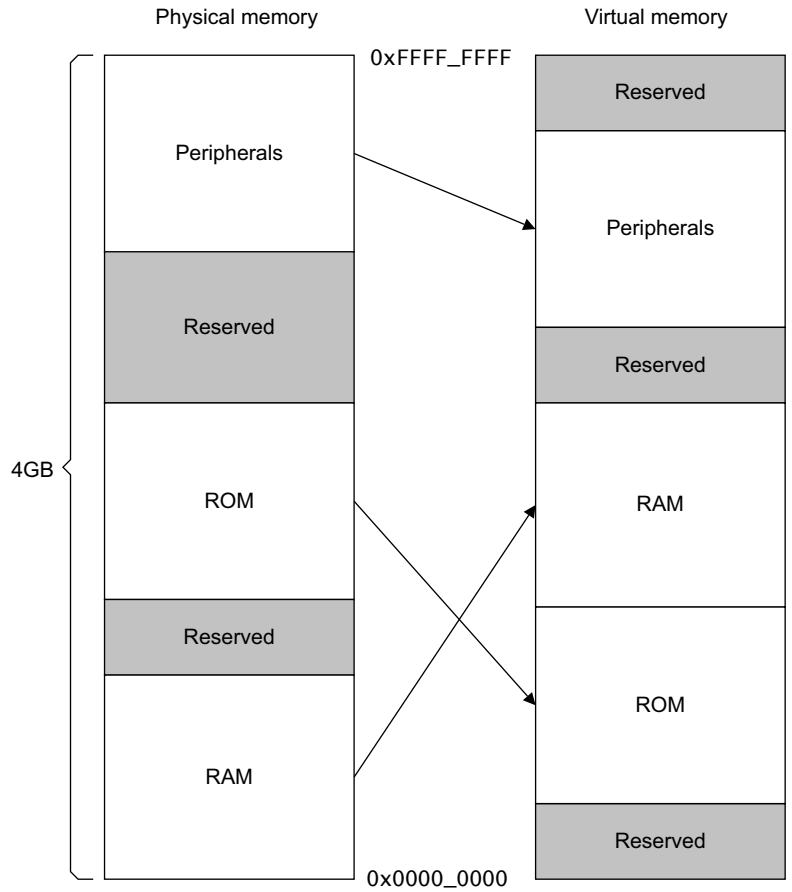 Physical memory
Virtual memory
0xFFFF_FFFF
Reserved
Peripherals
Peripherals
Reserved
Reserved
4GB
ROM
RAM
Reserved
ROM
RAM
Reserved
0x0000_0000